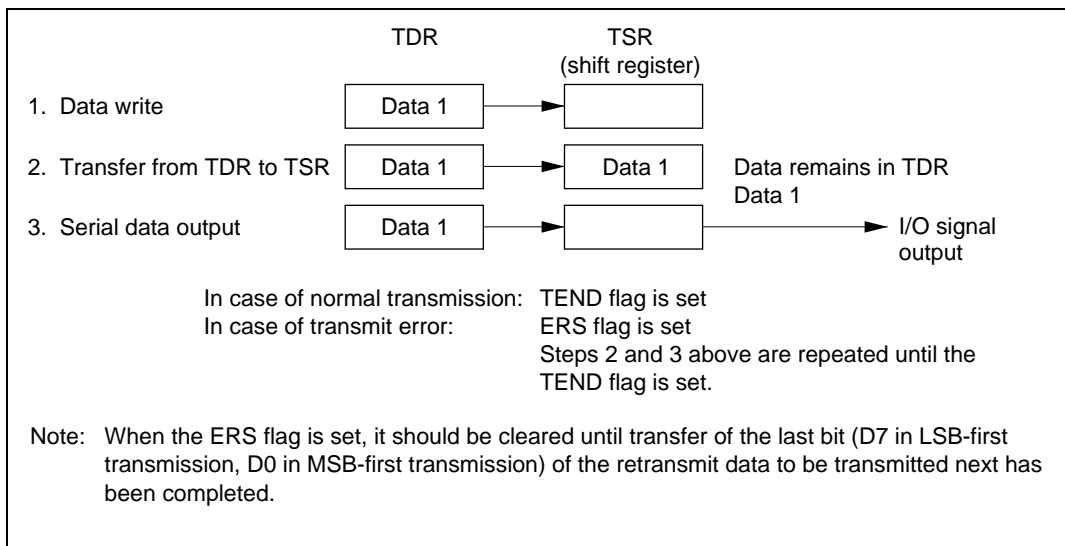 TDR TSR
(shift register)
1. Data write Data 1
2. Transfer from TDR to TSR Data 1 Data 1 Data remains in TDR
Data 1
3. Serial data output Data 1 I/O signal
output
In case of normal transmission: TEND flag is set
In case of transmit error: ERS flag is set
Steps 2 and 3 above are repeated until the
TEND flag is set.
Note: When the ERS flag is set, it should be cleared until transfer of the last bit (D7 in LSB-first
transmission, D0 in MSB-first transmission) of the retransmit data to be transmitted next has
been completed.